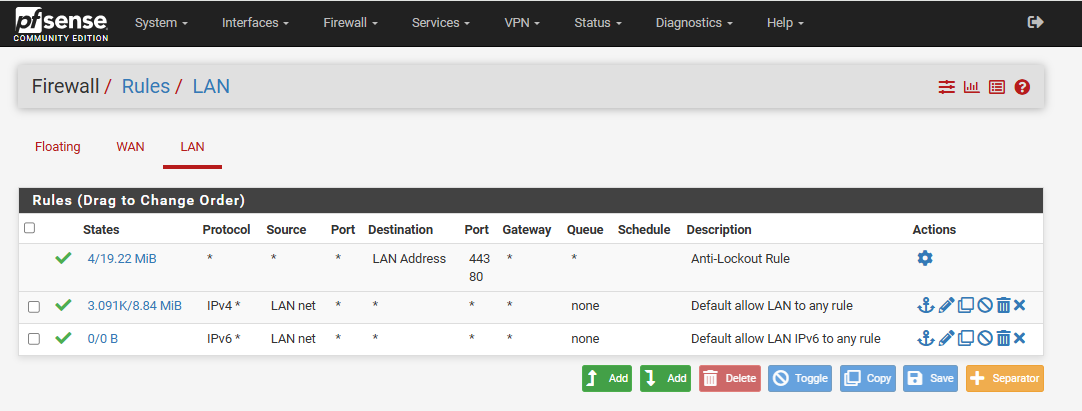 pfsense System Interfaces Firewall Services VPN Status Diagnostics Help
COMMUNITY EDITION
Firewall / Rules / LAN
Floating WAN LAN
Rules (Drag to Change Order)
States Protocol Source Port Destination Port Gateway Queue Schedule Description Actions
4/19.22 MiB * * * LAN Address 443 * * Anti-Lockout Rule
80
3.091K/8.84 MiB IPv4 * LAN net * * * * none Default allow LAN to any rule
0/0 B IPv6 * LAN net * * * * none Default allow LAN IPv6 to any rule
Add Add Delete Toggle Copy Save Separator